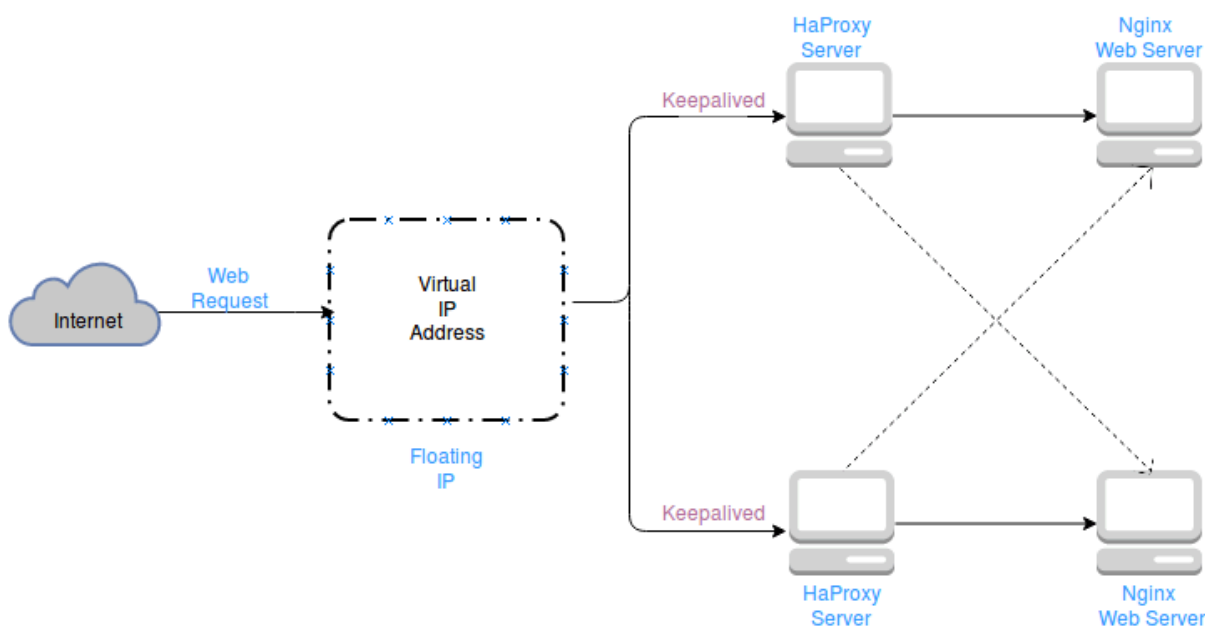 HaProxy
Server
Nginx
Web Server
Keepalived
Web
Request
Internet
Virtual
IP
Address
Floating
IP
Keepalived
HaProxy
Server
Nginx
Web Server